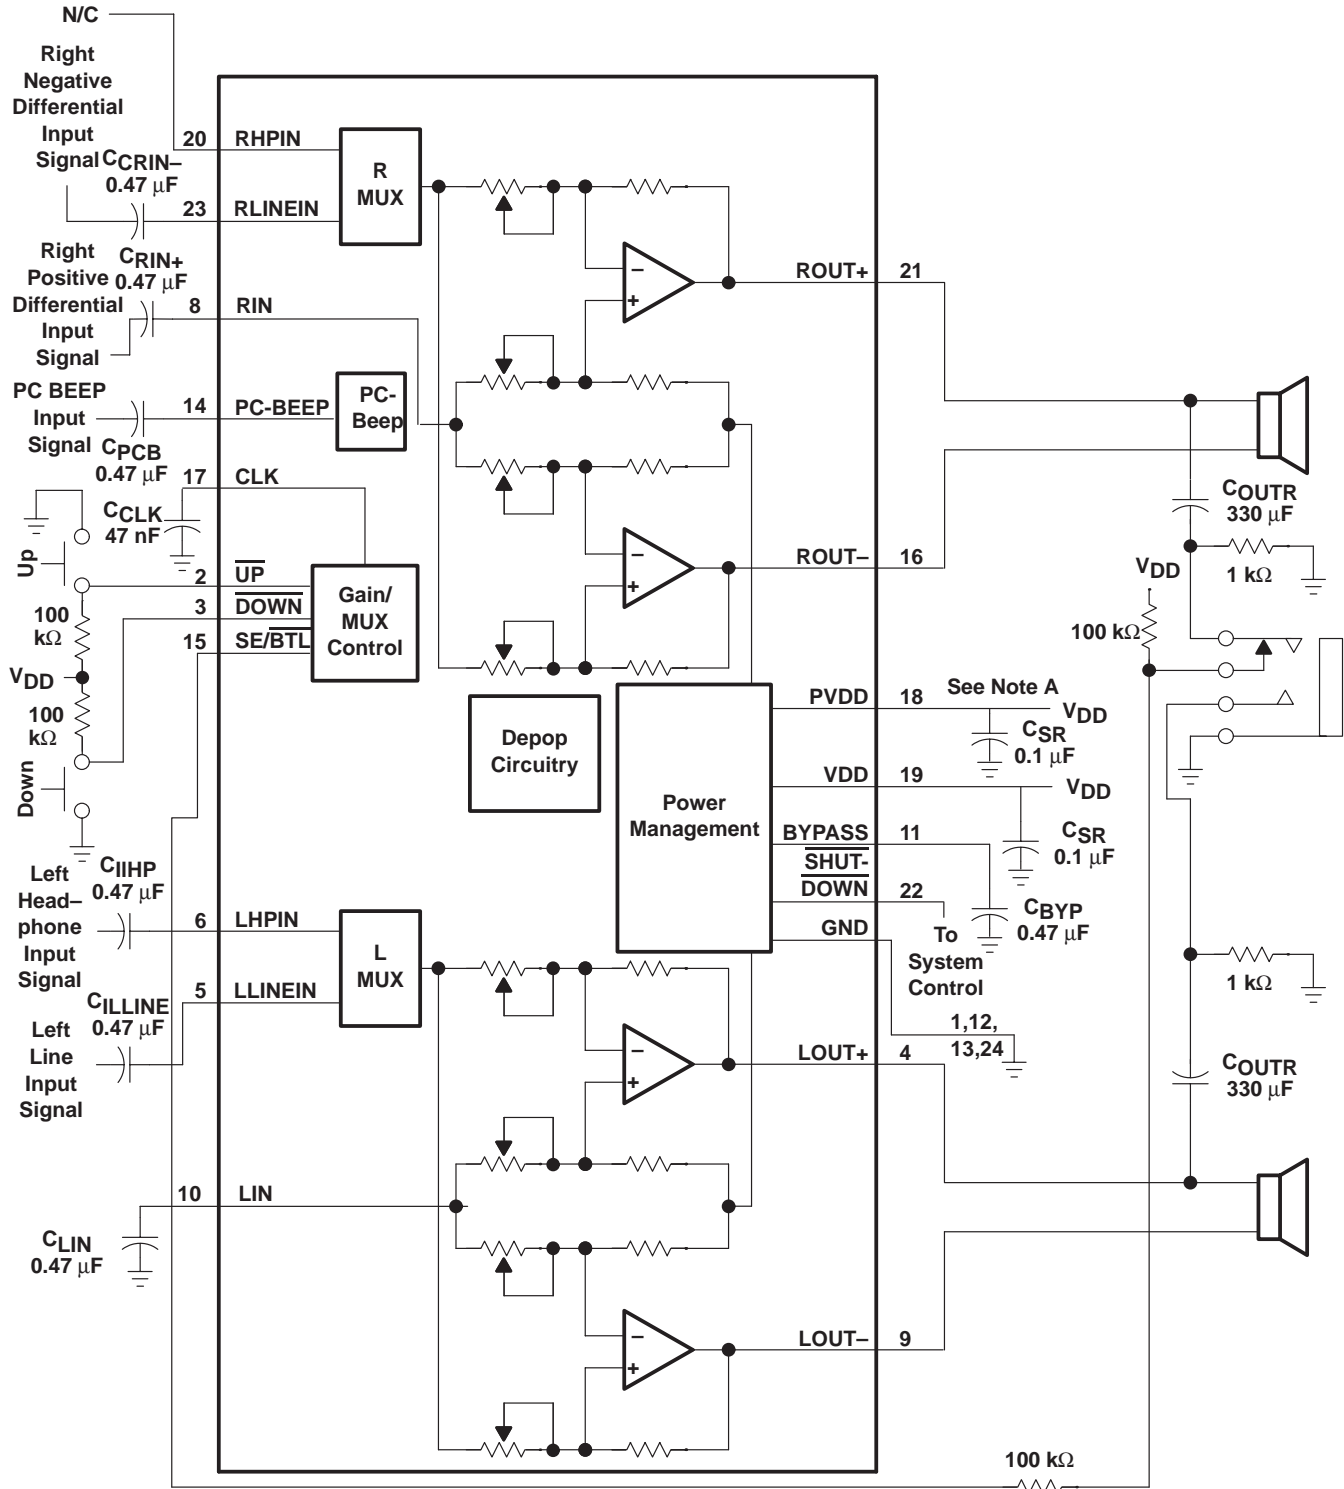 N/C
Right
Negative
Differential
Input
Signal
CCRIN–
0.47 µF
20 RHPIN
23 RLINEIN
R
MUX
Right
Positive
Differential
Input
Signal
CRIN+
0.47 µF
8 RIN
PC BEEP
Input
Signal
CPCB
0.47 µF
14 PC-BEEP
PC-
Beep
17 CLK
CCLK
47 nF
Up
2 UP
3 DOWN
15 SE/BTL
Gain/
MUX
Control
100
kΩ
VDD
100
kΩ
Down
Left
Head–
phone
Input
Signal
CIIHP
0.47 µF
6 LHPIN
5 LLINEIN
L
MUX
CILLINE
0.47 µF
Left
Line
Input
Signal
10 LIN
CLIN
0.47 µF
Depop
Circuitry
Power
Management
–
+
–
+
–
+
–
+
ROUT+ 21
ROUT– 16
PVDD 18
See Note A
VDD
CSR
0.1 µF
VDD 19
VDD
CSR
0.1 µF
BYPASS 11
SHUT-
DOWN 22
CBYP
0.47 µF
To
System
Control
GND
1,12,
13,24
LOUT+ 4
LOUT– 9
COUTR
330 µF
1 kΩ
VDD
100 kΩ
1 kΩ
COUTR
330 µF
100 kΩ